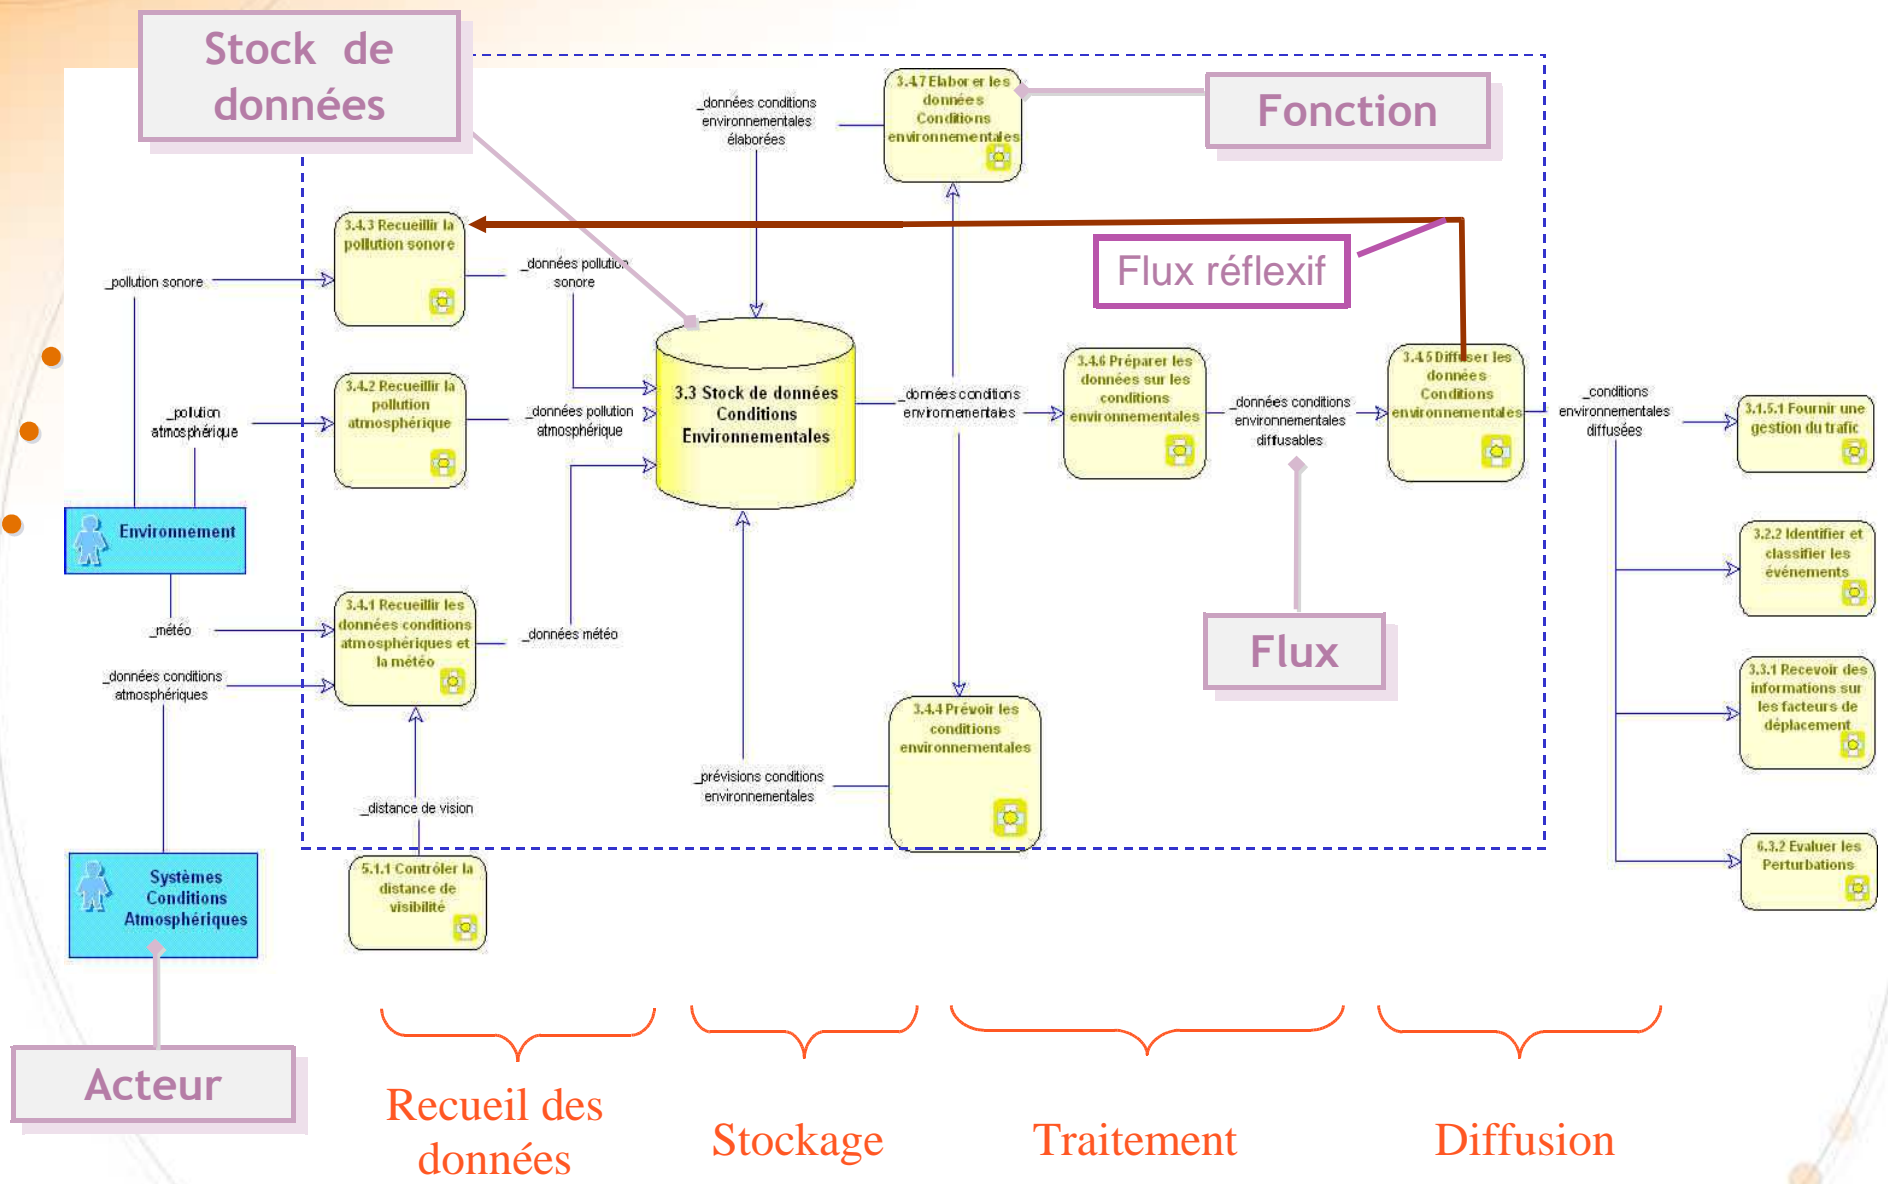 Stock de
données
Fonction
Flux réflexif
Flux
Acteur
_données conditions
environnementales
élaborées
3.4.7 Elaborer les
données
Conditions
environnementales
3.4.3 Recueillir la
pollution sonore
_données pollution
sonore
_pollution sonore
3.4.2 Recueillir la
pollution
atmosphérique
_données pollution
atmosphérique
_pollution
atmosphérique
3.3 Stock de données
Conditions
Environnementales
_données conditions
environnementales
3.4.6 Préparer les
données sur les
conditions
environnementales
_données conditions
environnementales
diffusables
3.4.5 Diffuser les
données
Conditions
environnementales
_conditions
environnementales
diffusées
3.1.5.1 Fournir une
gestion du trafic
3.2.2 Identifier et
classifier les
événements
3.3.1 Recevoir des
informations sur
les facteurs de
déplacement
6.3.2 Evaluer les
Perturbations
Environnement
_météo
3.4.1 Recueillir les
données conditions
atmosphériques et
la météo
_données météo
_données conditions
atmosphériques
3.4.4 Prévoir les
conditions
environnementales
_prévisions conditions
environnementales
_distance de vision
5.1.1 Contrôler la
distance de
visibilité
Systèmes
Conditions
Atmosphériques
Recueil des
données
Stockage
Traitement
Diffusion